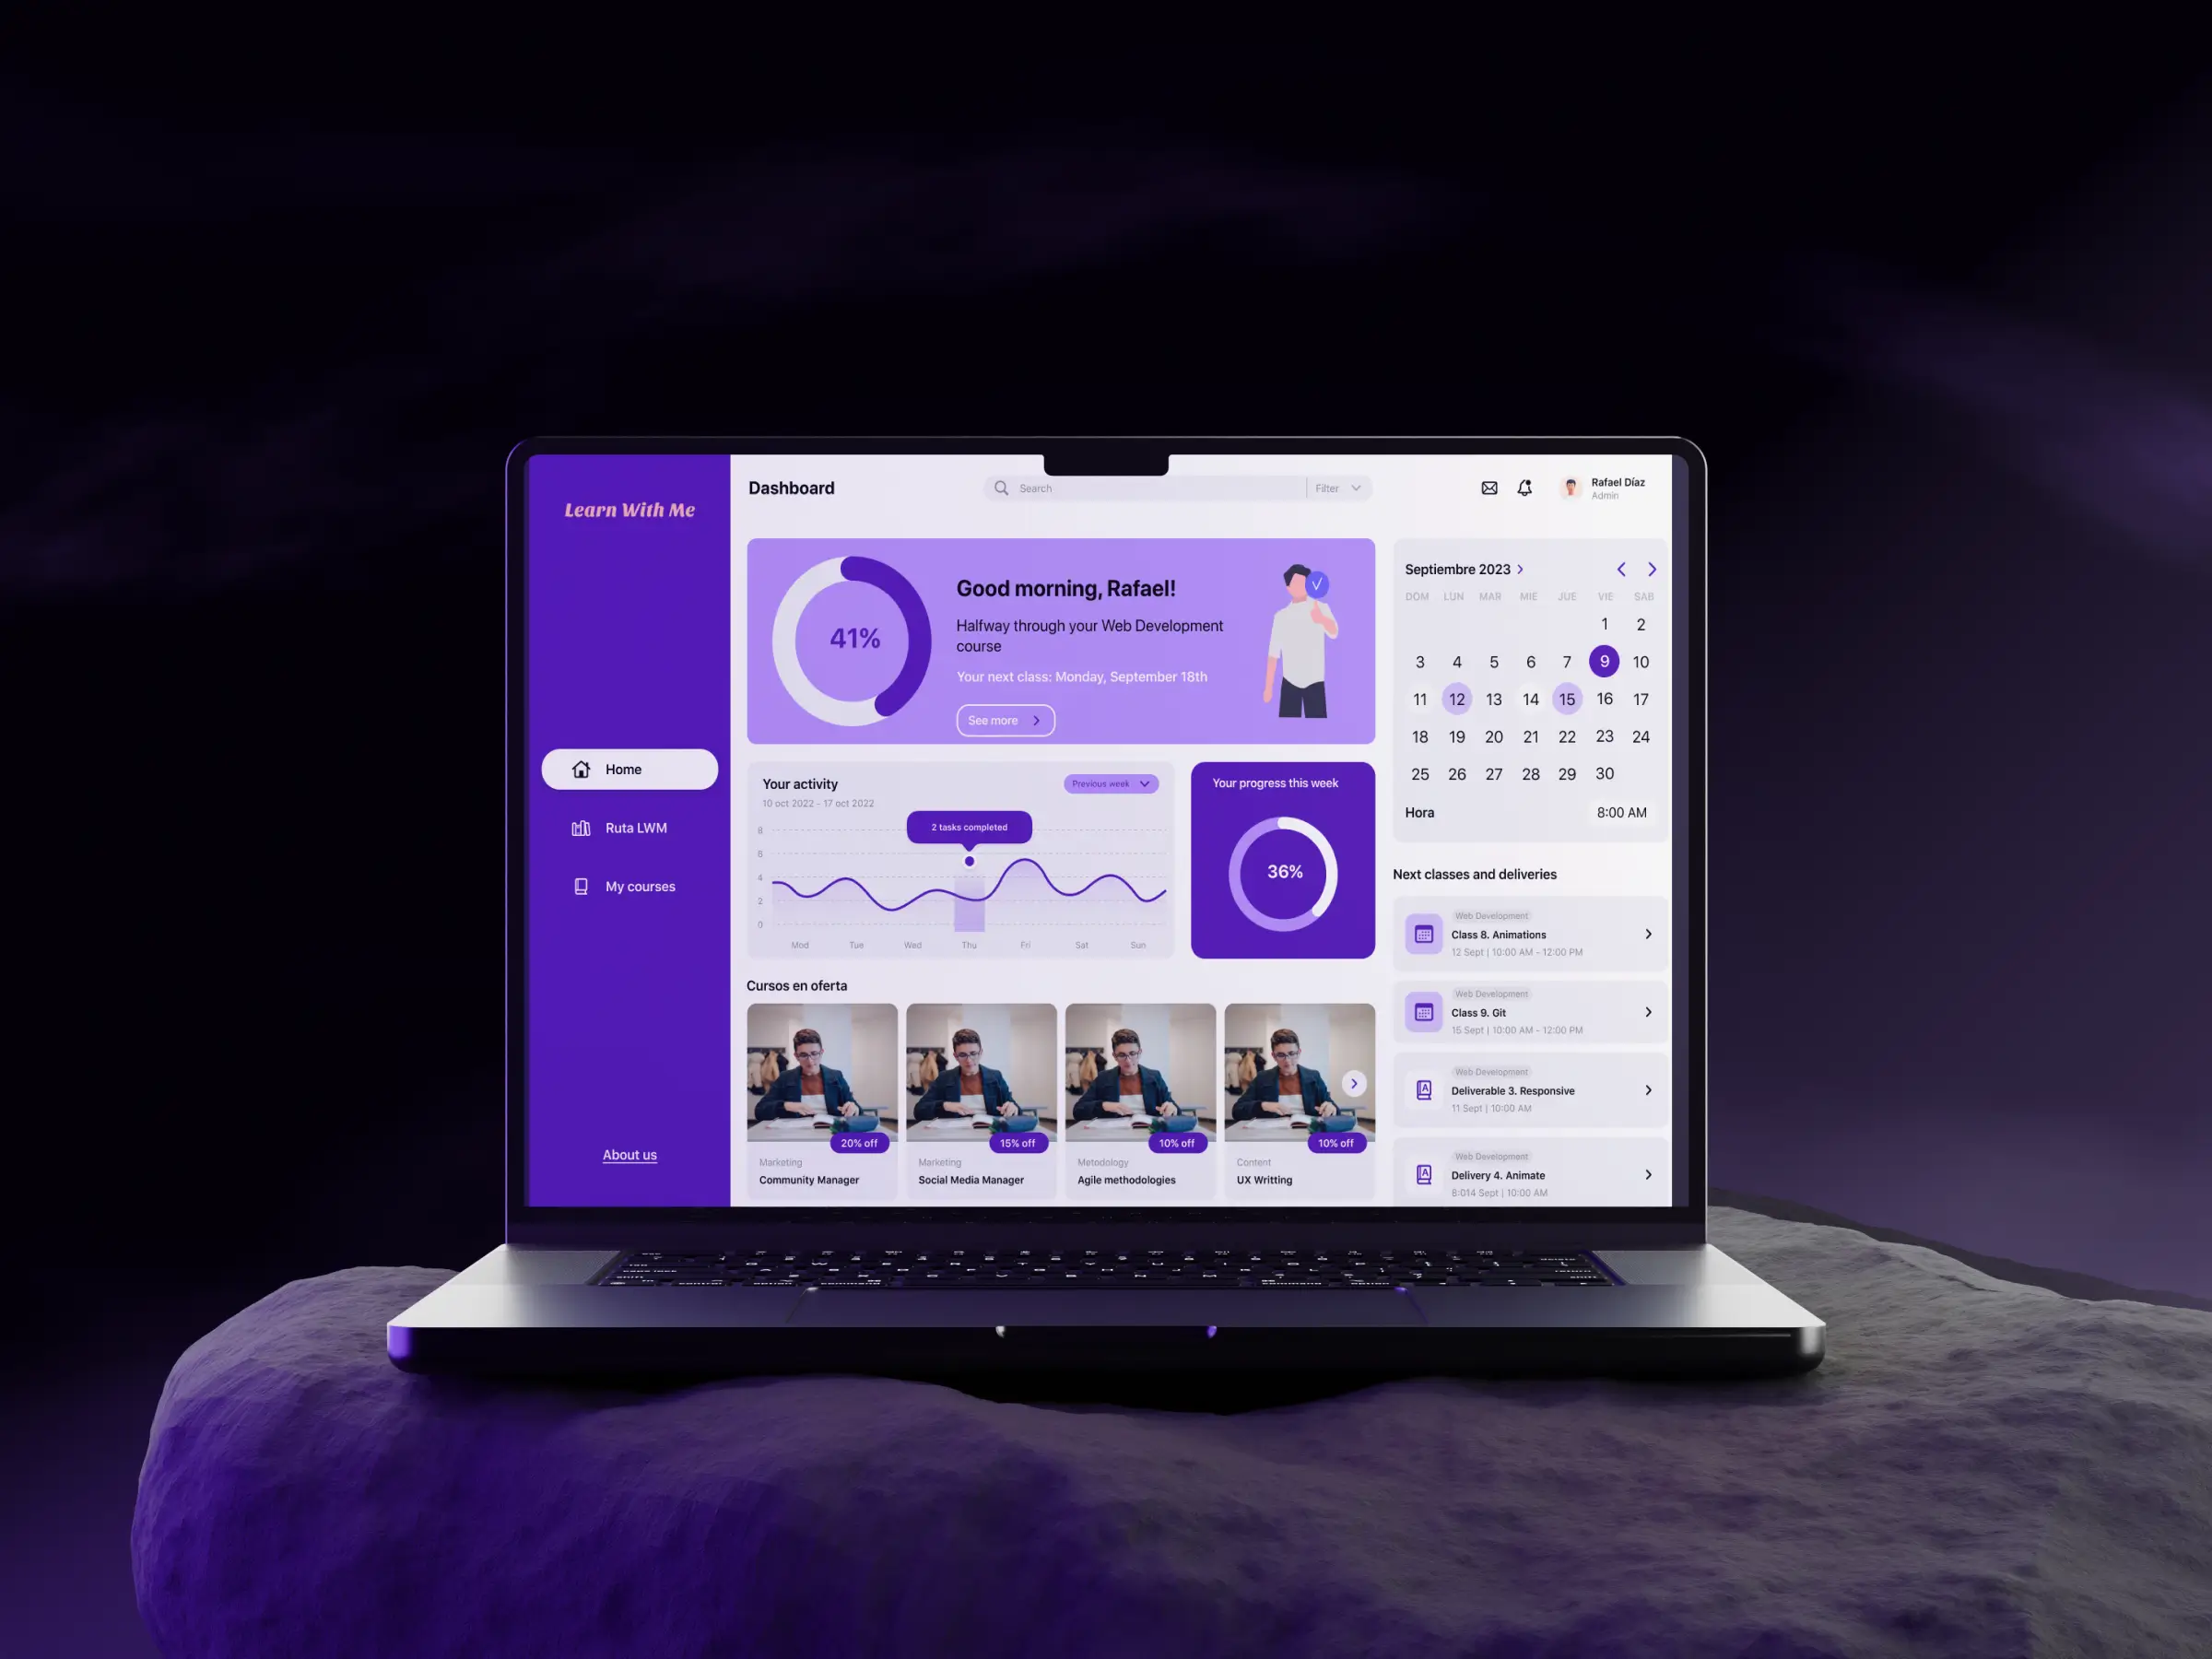 Learn With Me
Home
Ruta LWM
My courses
About us
Dashboard
Search
Filter
Rafael Díaz
Admin
41%
Good morning, Rafael!
Halfway through your Web Development
course
Your next class: Monday, September 18th
See more
Your activity
Previous week
10 oct 2022 - 17 oct 2022
2 tasks completed
8
6
4
2
0
Mod Tue Wed Thu Fri Sat Sun
Your progress this week
36%
Cursos en oferta
20% off
Marketing
Community Manager
15% off
Marketing
Social Media Manager
10% off
Metodology
Agile methodologies
10% off
Content
UX Writting
Septiembre 2023
DOM LUN MAR MIE JUE VIE SAB
1 2
3 4 5 6 7 9 10
11 12 13 14 15 16 17
18 19 20 21 22 23 24
25 26 27 28 29 30
Hora 8:00 AM
Next classes and deliveries
Web Development
Class 8. Animations
12 Sept | 10:00 AM - 12:00 PM
Web Development
Class 9. Git
15 Sept | 10:00 AM - 12:00 PM
Web Development
Deliverable 3. Responsive
11 Sept | 10:00 AM
Web Development
Delivery 4. Animate
8:014 Sept | 10:00 AM